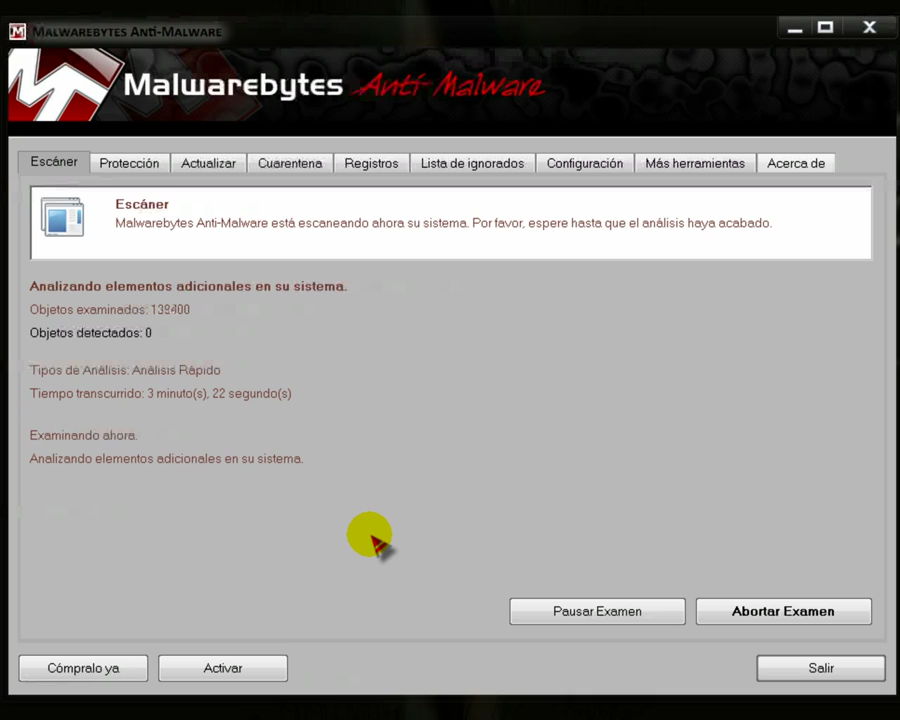 Malwarebytes Anti-Malware
Malwarebytes Anti-Malware
Escáner Protección Actualizar Cuarentena Registros Lista de ignorados Configuración Más herramientas Acerca de
Escáner
Malwarebytes Anti-Malware está escaneando ahora su sistema. Por favor, espere hasta que el análisis haya acabado.
Analizando elementos adicionales en su sistema.
Objetos examinados:
Objetos detectados: 0
Tipos de Análisis: Análisis Rápido
Tiempo transcurrido: 3 minuto(s), 22 segundo(s)
Examinando ahora.
Analizando elementos adicionales en su sistema.
Pausar Examen Abortar Examen
Cómpralo ya Activar Salir